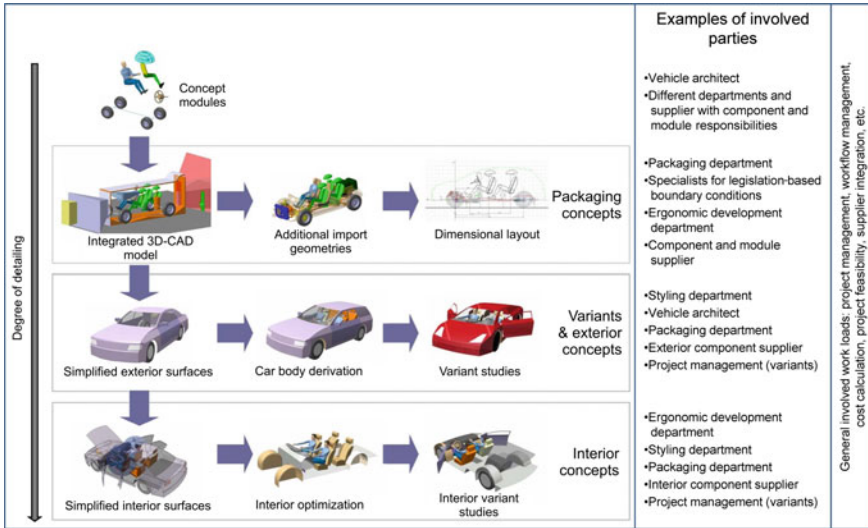 Degree of detailing
Concept
modules
Integrated 3D-CAD
model
Additional import
geometries
Dimensional layout
Packaging
concepts
Simplified exterior surfaces
Car body derivation
Variant studies
Variants
& exterior
concepts
Simplified interior surfaces
Interior optimization
Interior variant
studies
Interior
concepts
Examples of involved
parties
•Vehicle architect
•Different departments and
supplier with component and
module responsibilities
•Packaging department
•Specialists for legislation-based
boundary conditions
•Ergonomic development
department
•Component and module
supplier
•Styling department
•Vehicle architect
•Packaging department
•Exterior component supplier
•Project management (variants)
•Ergonomic development
department
•Styling department
•Packaging department
•Interior component supplier
•Project management (variants)
General involved work loads: project management, workflow management,
cost calculation, project feasibility, supplier integration, etc.